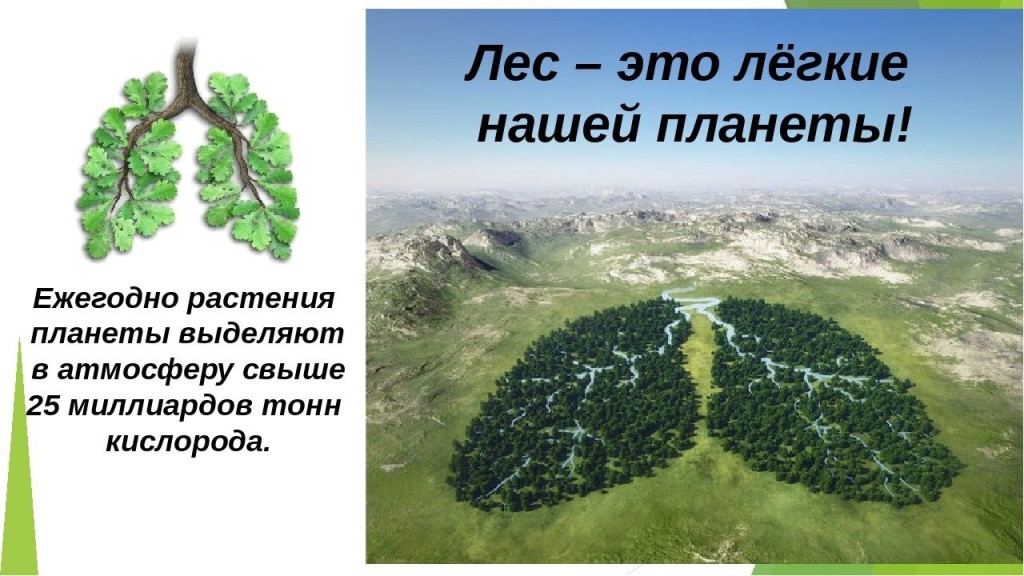 Лес – это лёгкие
нашей планеты!
Ежегодно растения
планеты выделяют
в атмосферу свыше
25 миллиардов тонн
кислорода.